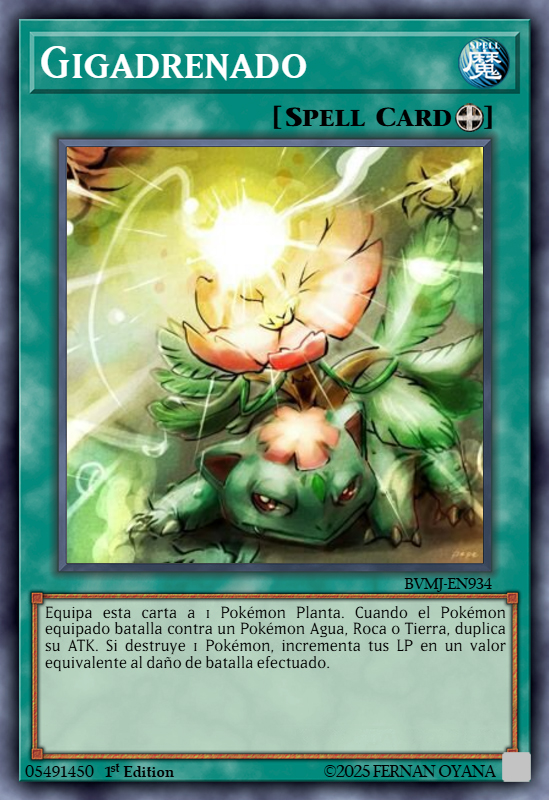 GIGADRENADO
SPELL
魔
[SPELL CARD]
pepe
BVMJ-EN934
Equipa esta carta a 1 Pokémon Planta. Cuando el Pokémon
equipado batalla contra un Pokémon Agua, Roca o Tierra, duplica
su ATK. Si destruye 1 Pokémon, incrementa tus LP en un valor
equivalente al daño de batalla efectuado.
05491450 1st Edition ©2025 FERNAN OYANA